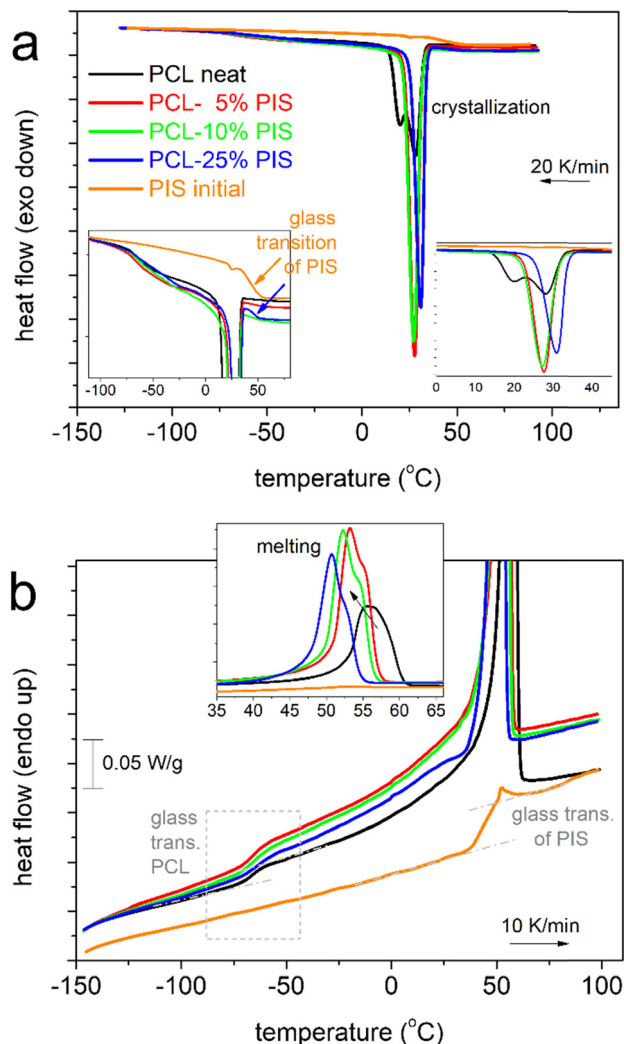 a
PCL neat
PCL- 5% PIS
PCL-10% PIS
PCL-25% PIS
PIS initial
crystallization
20 K/min
glass
transition
of PIS
-100
-50
0
50
0
10
20
30
40
heat flow (exo down)
-150
-100
-50
0
50
100
temperature (°C)
b
melting
35
40
45
50
55
60
65
0.05 W/g
glass
trans.
PCL
glass trans.
of PIS
10 K/min
heat flow (endo up)
-150
-100
-50
0
50
100
temperature (°C)